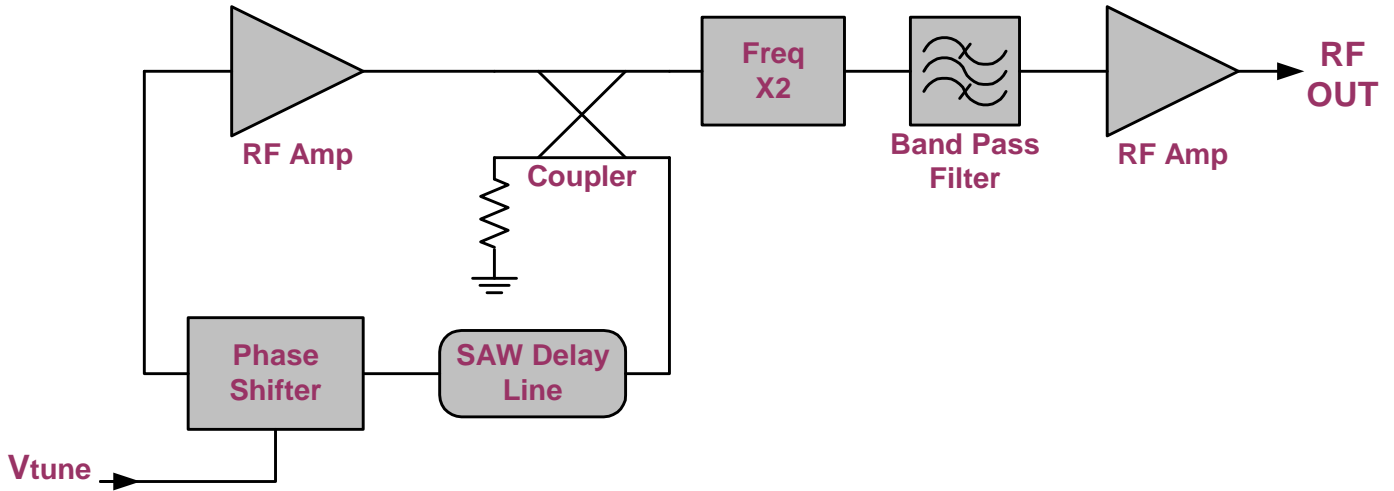 Freq
X2
RF
OUT
RF Amp
Coupler
Band Pass
Filter
RF Amp
Phase
Shifter
SAW Delay
Line
Vtune